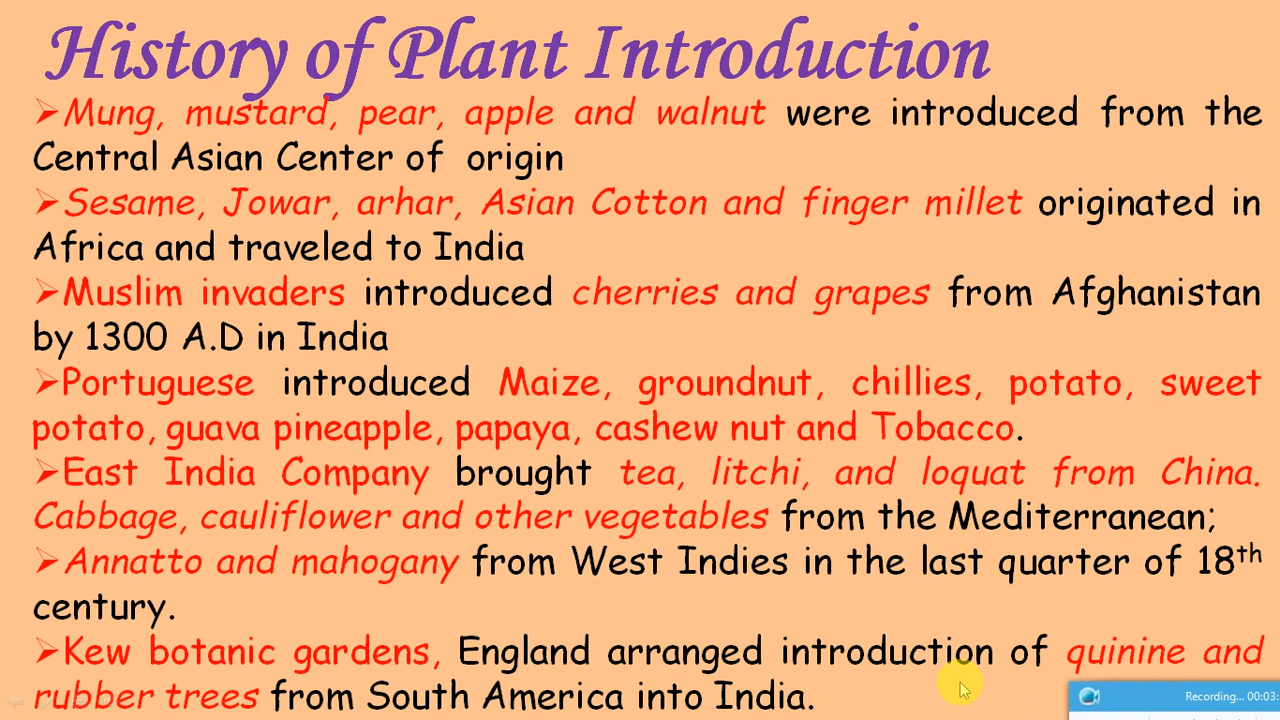 History of Plant Introduction
➢Mung, mustard, pear, apple and walnut were introduced from the
Central Asian Center of origin
➢Sesame, Jowar, arhar, Asian Cotton and finger millet originated in
Africa and traveled to India
➢Muslim invaders introduced cherries and grapes from Afghanistan
by 1300 A.D in India
➢Portuguese introduced Maize, groundnut, chillies, potato, sweet
potato, guava pineapple, papaya, cashew nut and Tobacco.
➢East India Company brought tea, litchi, and loquat from China.
Cabbage, cauliflower and other vegetables from the Mediterranean;
➢Annatto and mahogany from West Indies in the last quarter of 18th
century.
➢Kew botanic gardens, England arranged introduction of quinine and
rubber trees from South America into India.
Recording... 00:03: